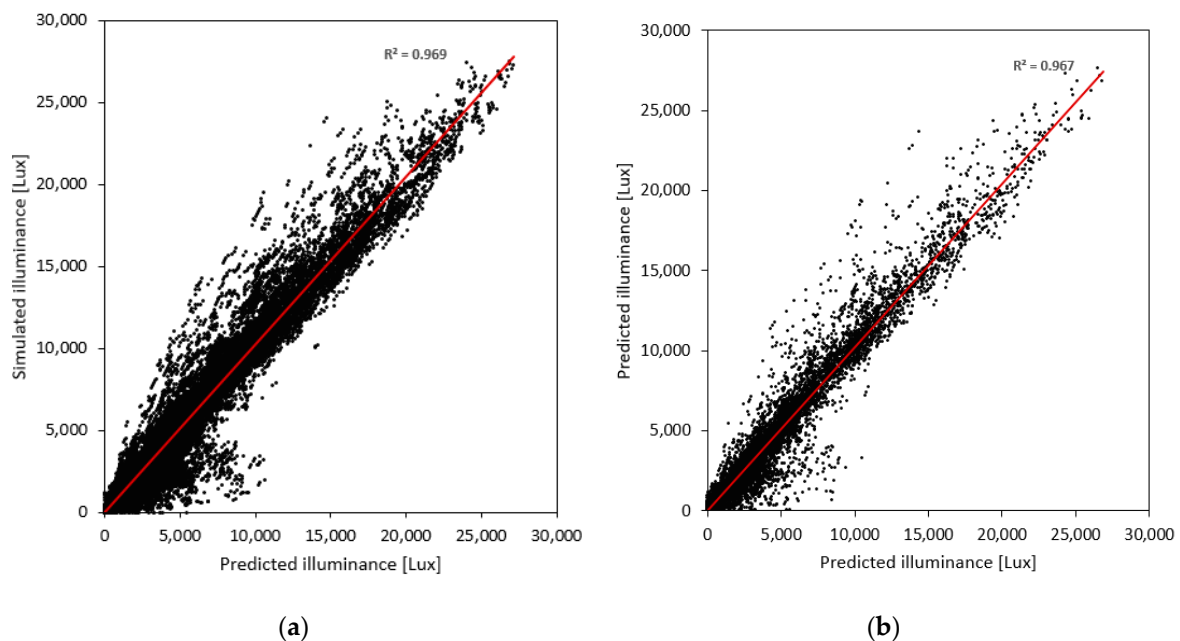 30,000
25,000
20,000
15,000
10,000
5,000
0
Simulated illuminance [Lux]
R² = 0.969
0 5,000 10,000 15,000 20,000 25,000 30,000
Predicted illuminance [Lux]
(a)
30,000
25,000
20,000
15,000
10,000
5,000
0
Predicted illuminance [Lux]
R² = 0.967
0 5,000 10,000 15,000 20,000 25,000 30,000
Predicted illuminance [Lux]
(b)